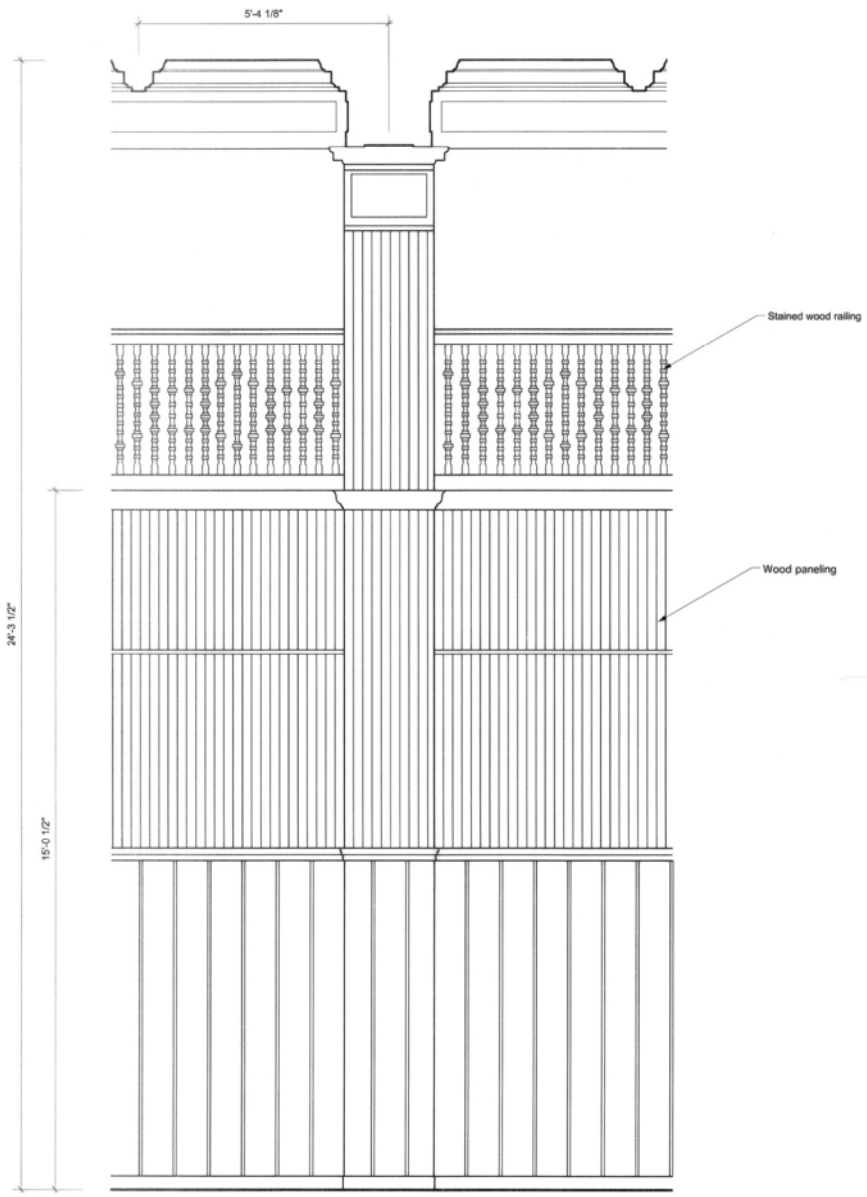 5'-4 1/8"
Stained wood railing
Wood paneling
24'-3 1/2"
15'-0 1/2"